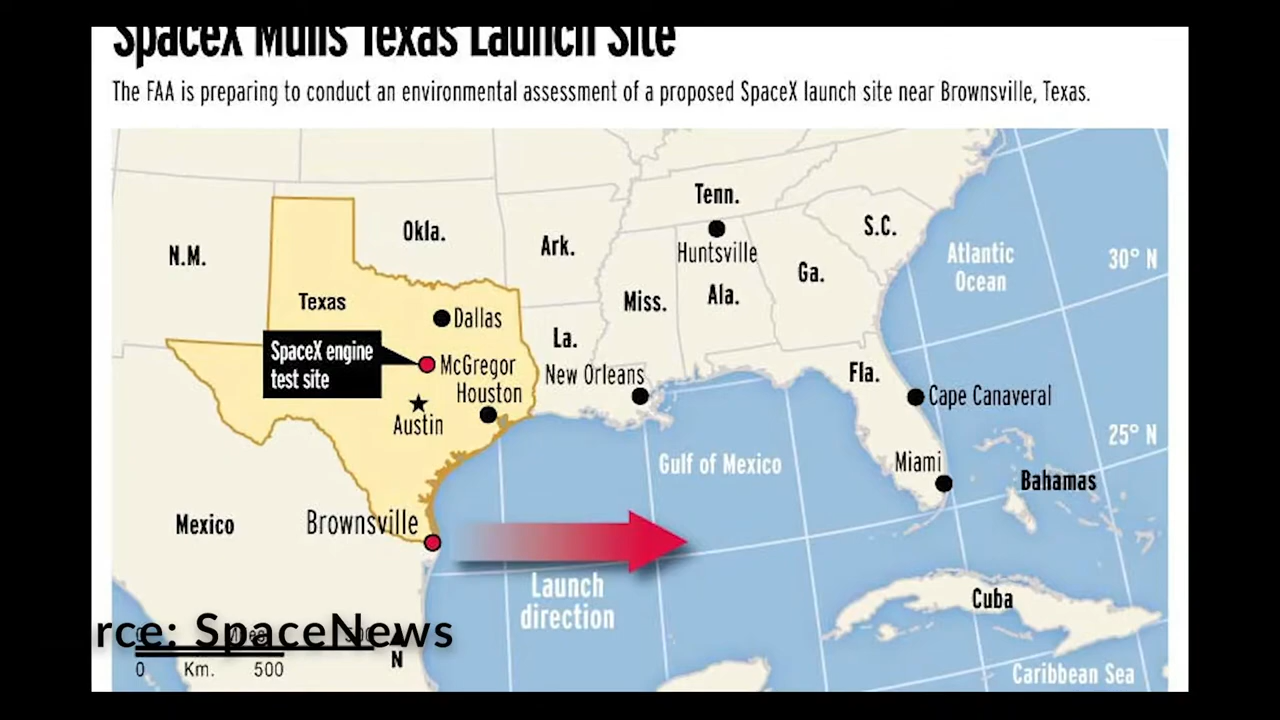 SpaceX Mulls Texas Launch Site
The FAA is preparing to conduct an environmental assessment of a proposed SpaceX launch site near Brownsville, Texas.
Tenn.
Huntsville
S.C.
Okla.
Ark.
N.M.
Ga.
Atlantic
Ocean
30° N
Miss.
Ala.
Texas
Dallas
La.
SpaceX engine
test site
McGregor
Houston
New Orleans
Fla.
Cape Canaveral
Austin
25° N
Gulf of Mexico
Miami
Bahamas
Mexico
Brownsville
Launch
direction
Cuba
rce: SpaceNews
0 Miles 500
N
0 Km. 500
Caribbean Sea